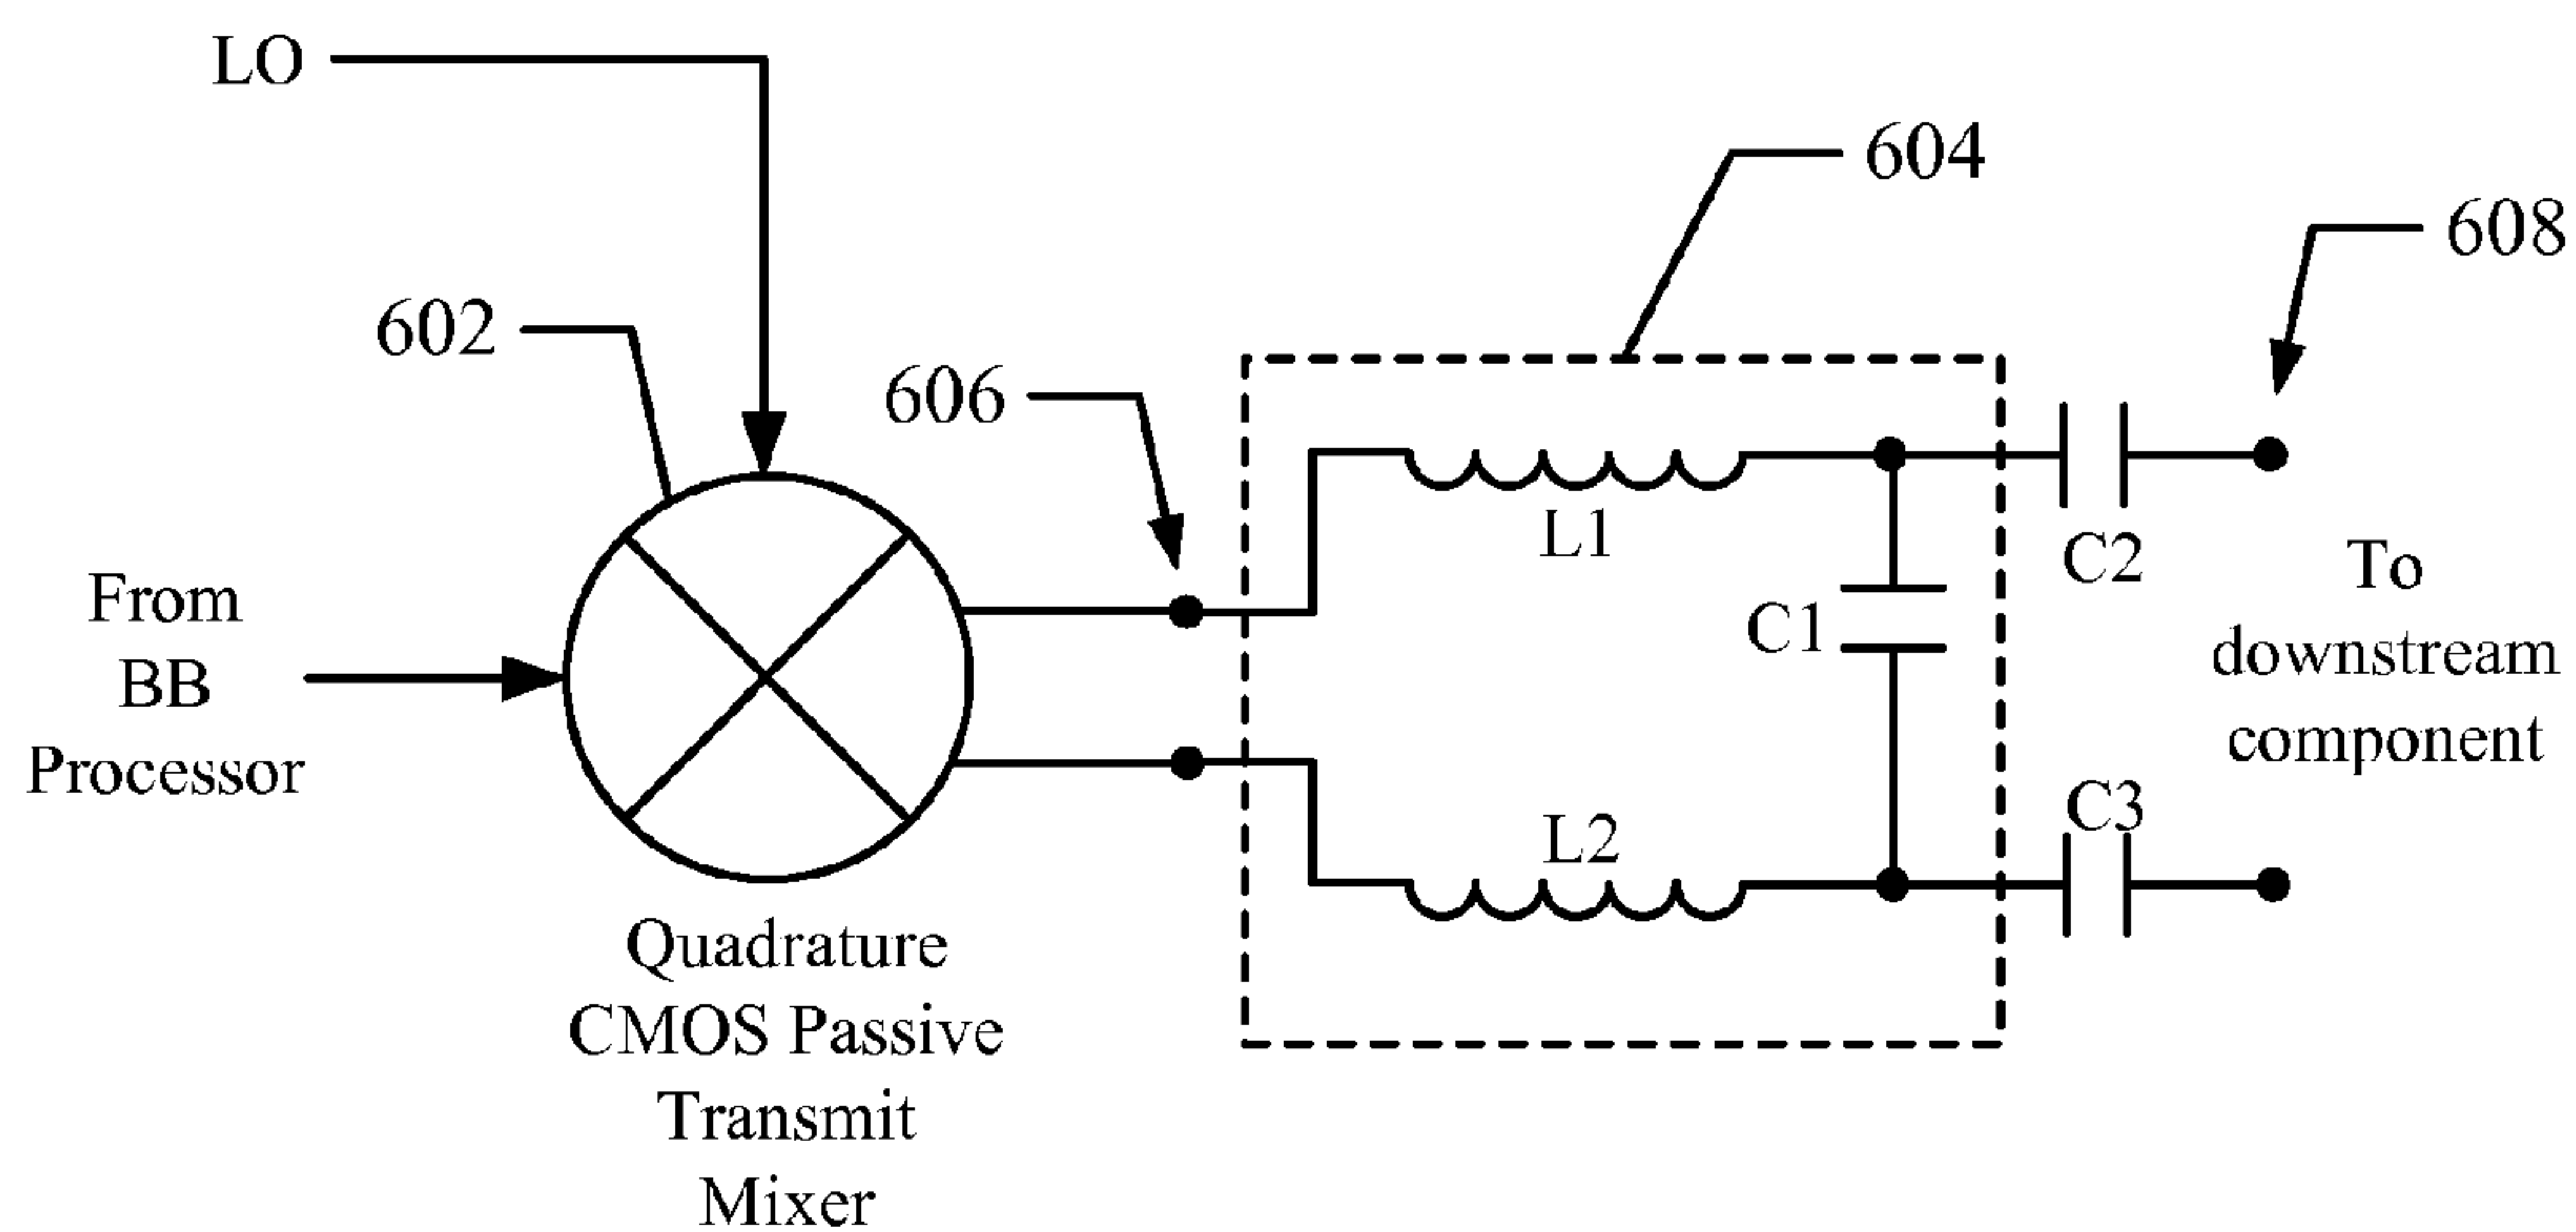 LO
604
608
602
606
L1
C2
From
BB
Processor
C1
To
downstream
component
L2
C3
Quadrature
CMOS Passive
Transmit
Mixer